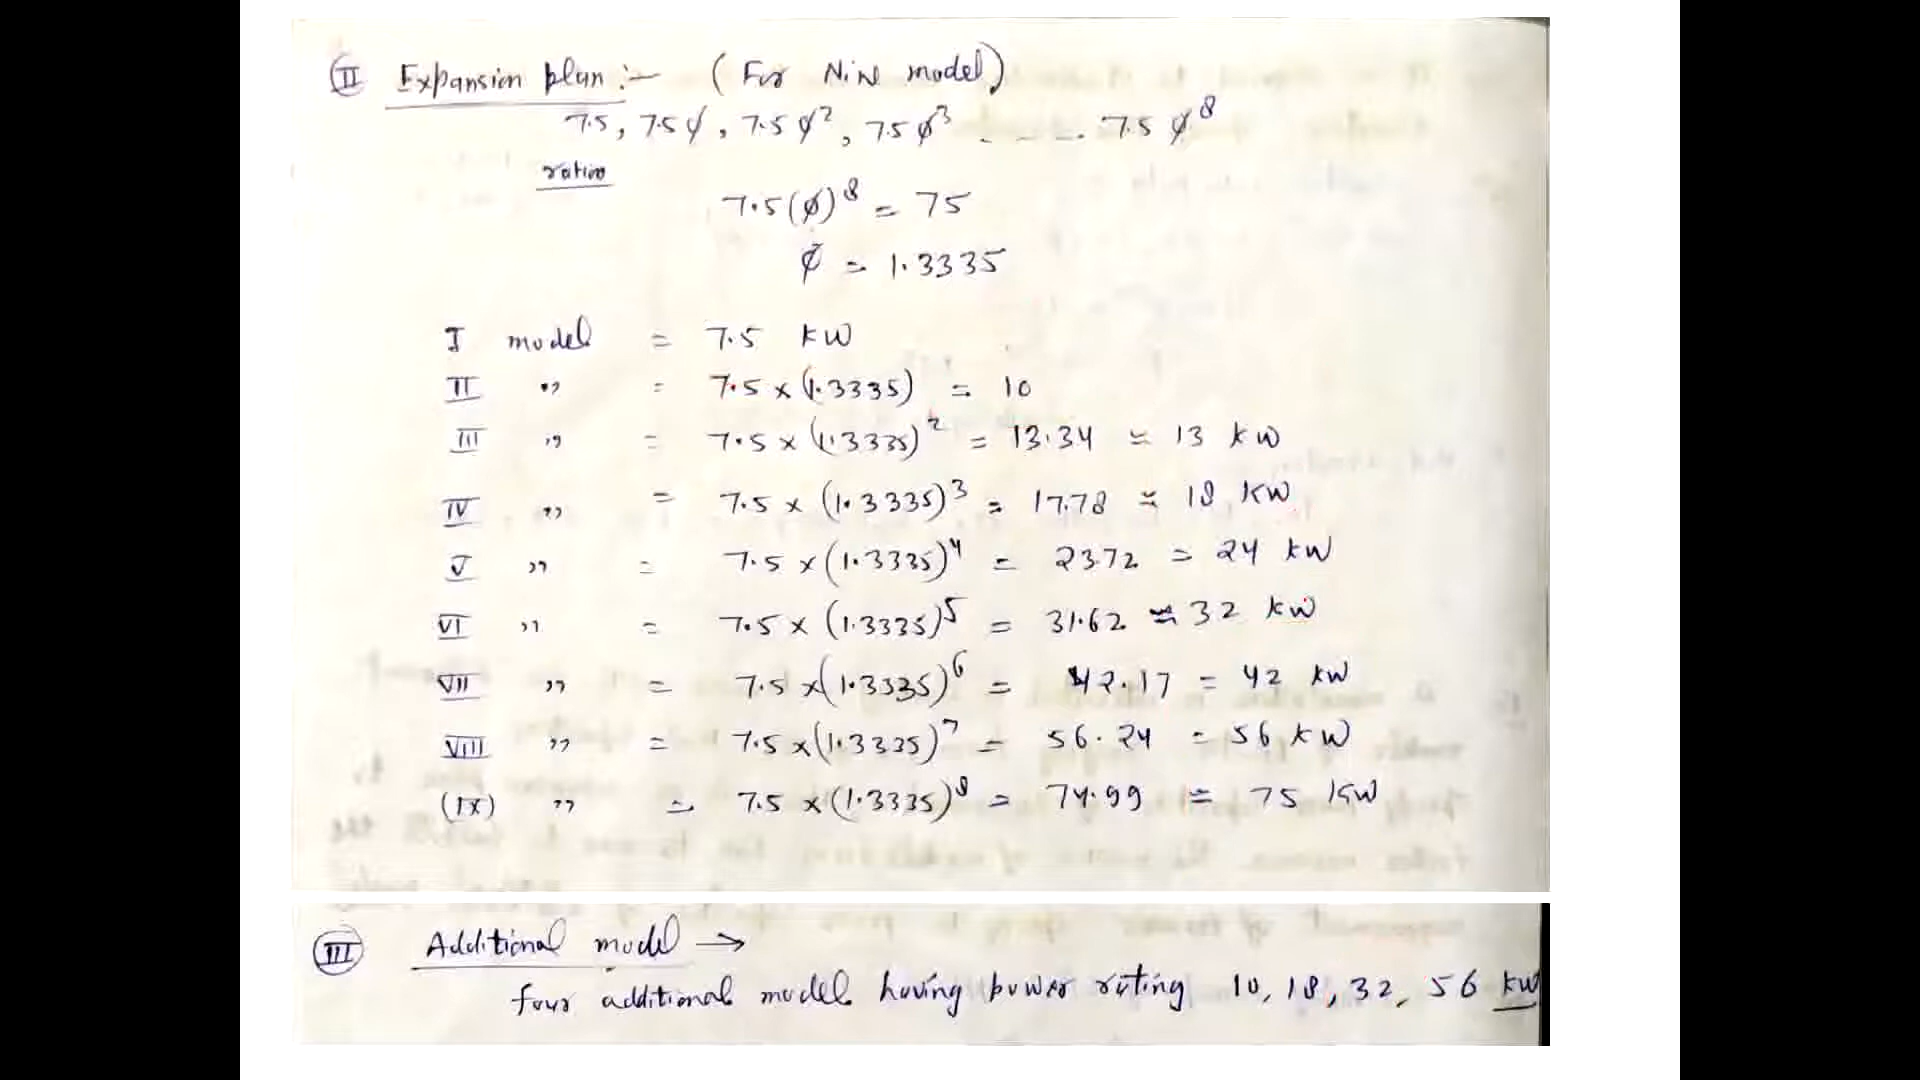 (II) Expansion plan :- (For Nine model)
7.5, 7.5ϕ, 7.5ϕ², 7.5ϕ³ - - - . 7.5ϕ⁸
ratio
7.5(ϕ)⁸ = 75
ϕ = 1.3335
I model = 7.5 kW
II ,, = 7.5 × (1.3335) = 10
III ,, = 7.5 × (1.3335)² = 13.34 ≃ 13 kW
IV ,, = 7.5 × (1.3335)³ = 17.78 ≃ 18 kW
V ,, = 7.5 × (1.3335)⁴ = 23.72 = 24 kW
VI ,, = 7.5 × (1.3335)⁵ = 31.62 ≃ 32 kW
VII ,, = 7.5 × (1.3335)⁶ = 42.17 = 42 kW
VIII ,, = 7.5 × (1.3335)⁷ = 56.24 = 56 kW
(IX) ,, = 7.5 × (1.3335)⁸ = 74.99 ≃ 75 kW
(III) Additional model →
four additional model having power rating 10, 18, 32, 56 kW